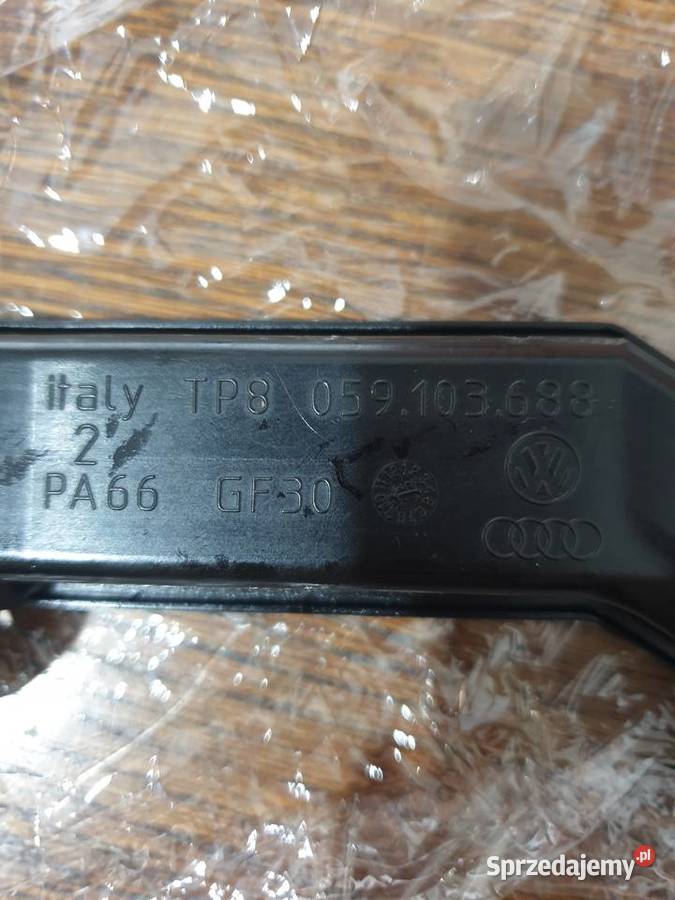 italy TP8 059.103.688
2
PA66 GF30
Sprzedajemy.pl